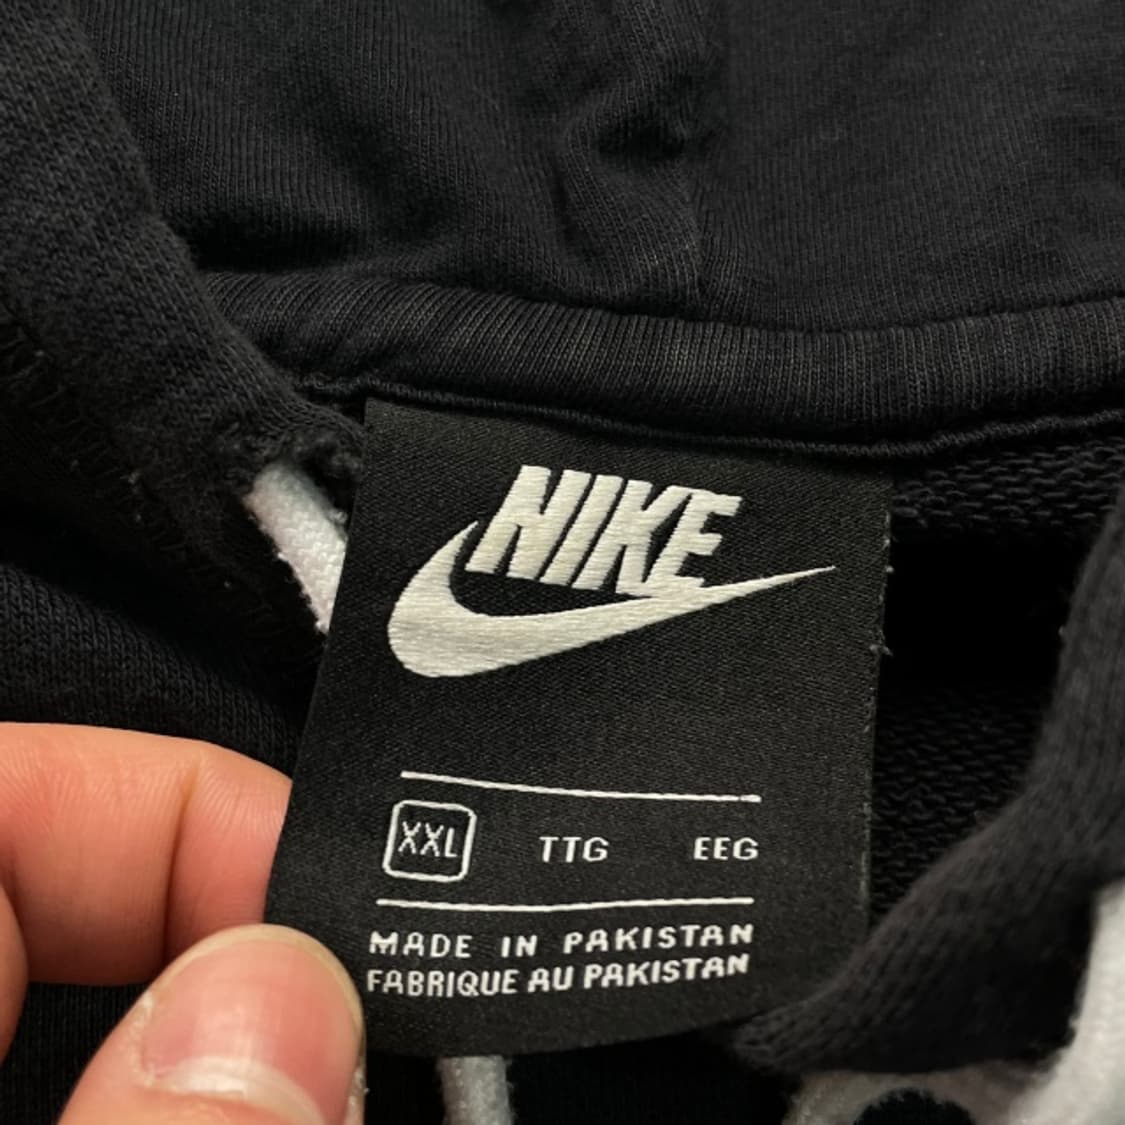 NIKE
XXL TTG EEG
MADE IN PAKISTAN
FABRIQUE AU PAKISTAN